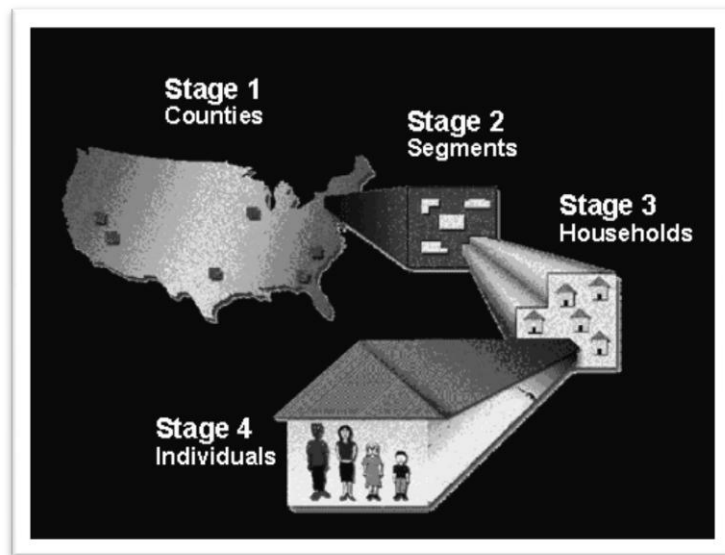 Stage 1
Counties
Stage 2
Segments
Stage 3
Households
Stage 4
Individuals